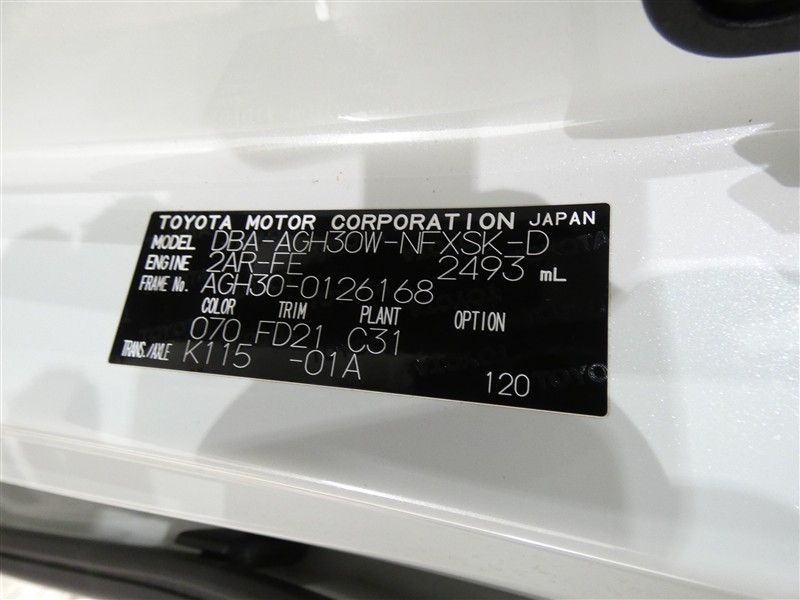 TOYOTA MOTOR CORPORATION JAPAN
MODEL DBA-AGH30W-NFXSK-D
ENGINE 2AR-FE 2493 mL
FRAME No. AGH30-0126168
COLOR TRIM PLANT OPTION
070 FD21 C31
TRANS./AXLE K115 -01A
120